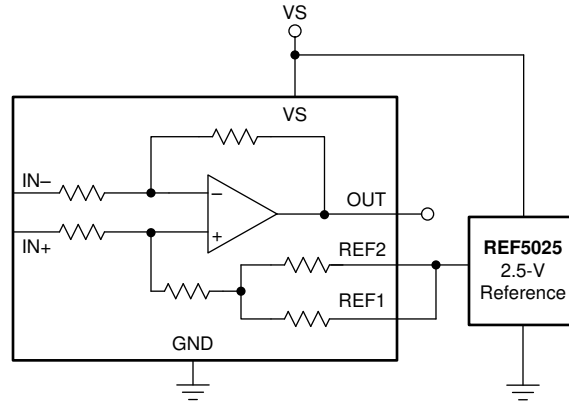 VS
VS
IN−
OUT
−
+
IN+
REF2
REF5025
2.5-V
Reference
REF1
GND